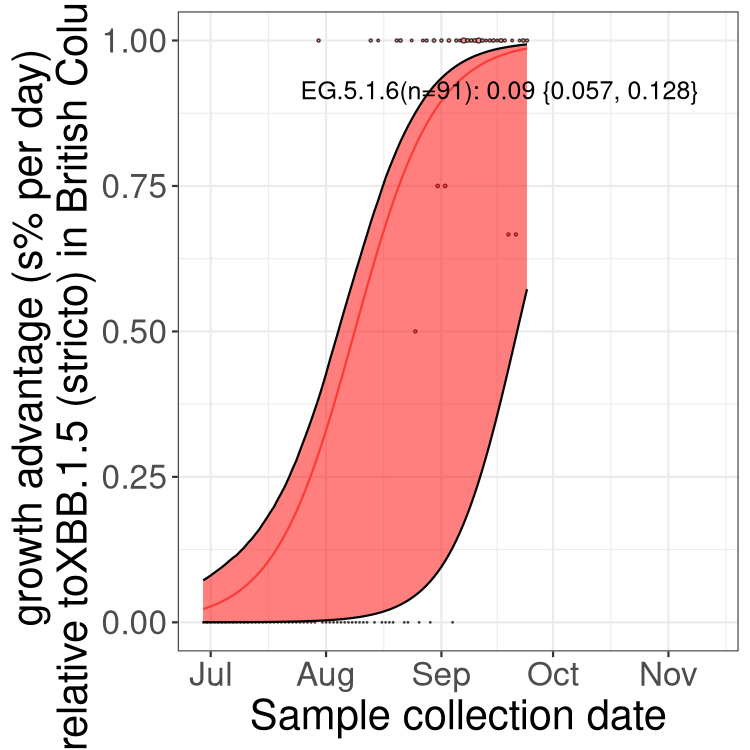 growth advantage (s% per day)
relative toXBB.1.5 (stricto) in British Colu
1.00
0.75
0.50
0.25
0.00
EG.5.1.6(n=91): 0.09 {0.057, 0.128}
Jul Aug Sep Oct Nov
Sample collection date